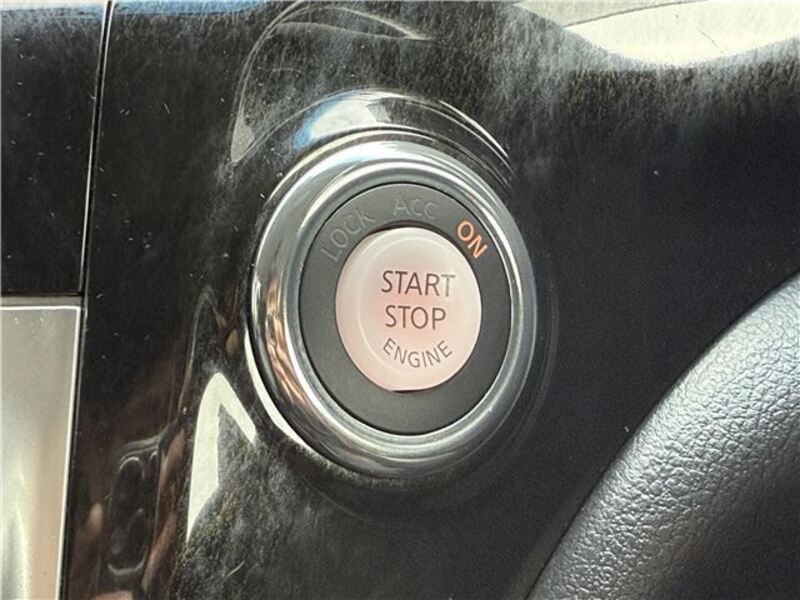 LOCK ACC ON
START
STOP
ENGINE